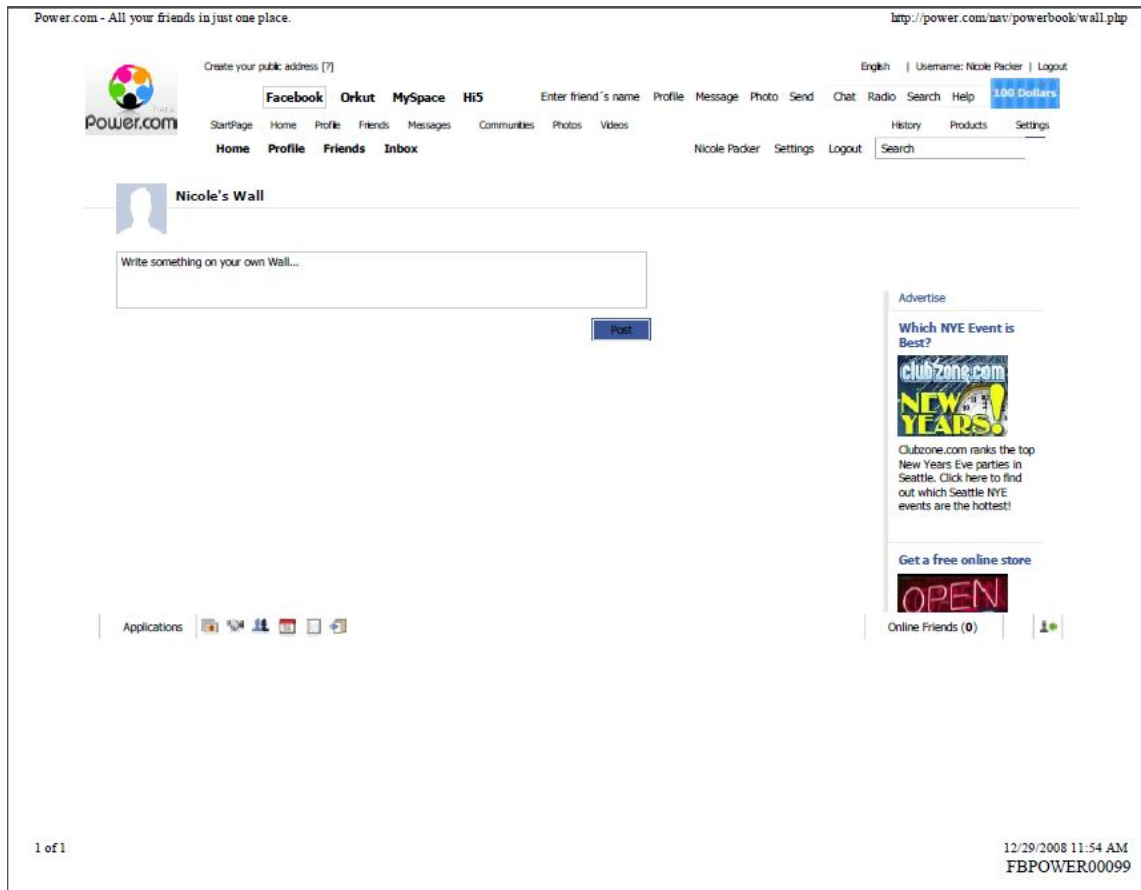 Power.com - All your friends in just one place. http://power.com/nav/powerbook/wall.php
Create your public address [?] English | Username: Nicole Packer | Logout
beta
Power.com
Facebook Orkut MySpace Hi5 Enter friend´s name Profile Message Photo Send Chat Radio Search Help 100 Dollars
StartPage Home Profile Friends Messages Communities Photos Videos History Products Settings
Home Profile Friends Inbox Nicole Packer Settings Logout Search
Nicole's Wall
Write something on your own Wall...
Post
Advertise
Which NYE Event is
Best?
clubzone.com
NEW
YEARS!
Clubzone.com ranks the top
New Years Eve parties in
Seattle. Click here to find
out which Seattle NYE
events are the hottest!
Get a free online store
OPEN
Applications Online Friends (0)
1 of 1 12/29/2008 11:54 AM
FBPOWER00099